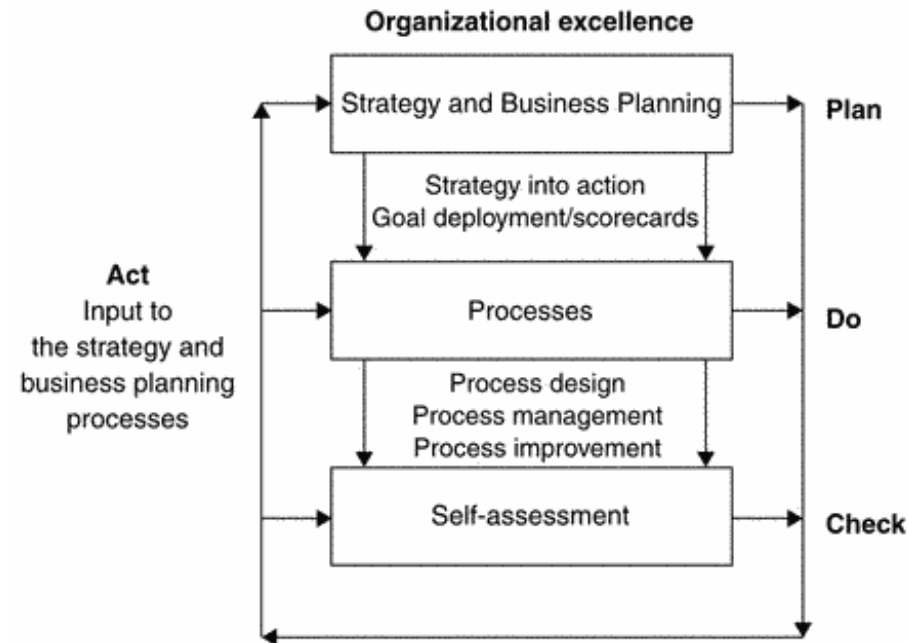 Organizational excellence
Strategy and Business Planning
Plan
Strategy into action
Goal deployment/scorecards
Act
Input to
the strategy and
business planning
processes
Processes
Do
Process design
Process management
Process improvement
Self-assessment
Check